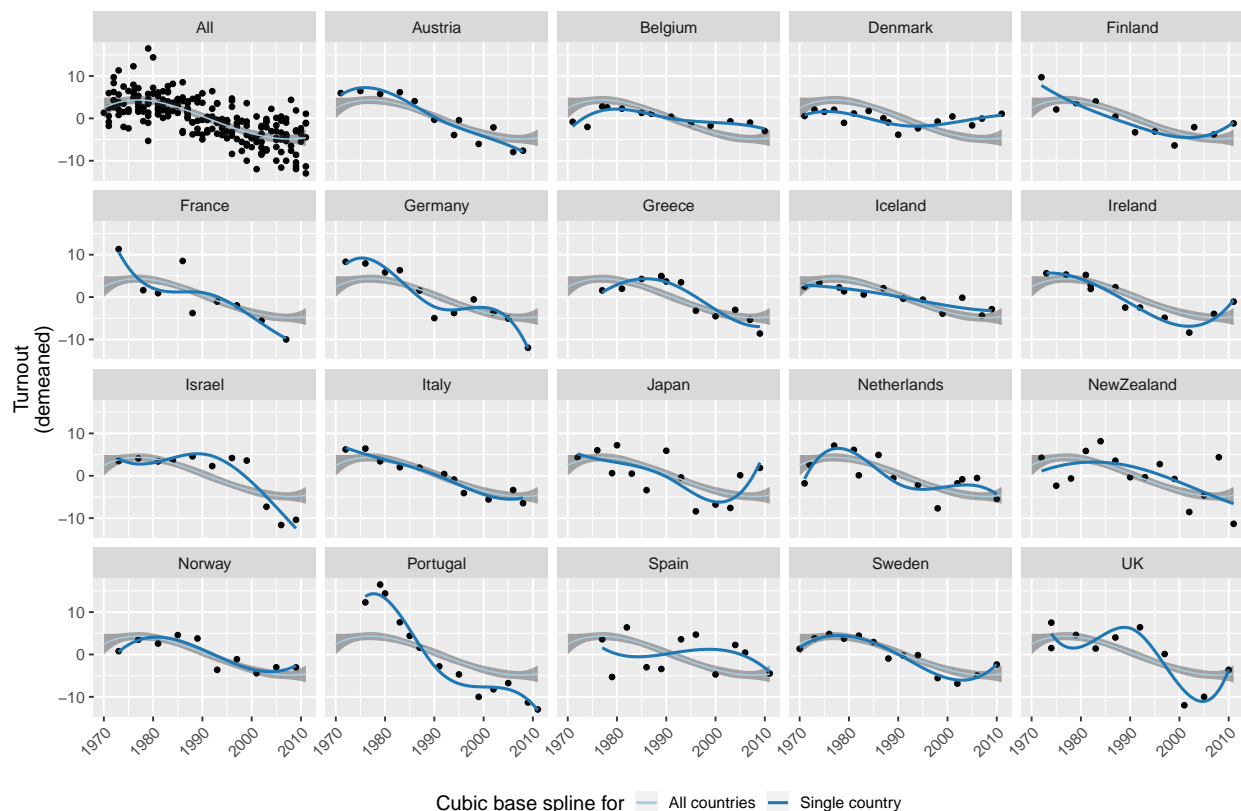 All Austria Belgium Denmark Finland
10
0
−10
France Germany Greece Iceland Ireland
10
0
−10
Turnout
(demeaned)
Israel Italy Japan Netherlands NewZealand
10
0
−10
Norway Portugal Spain Sweden UK
10
0
−10
1970 1980 1990 2000 2010 1970 1980 1990 2000 2010 1970 1980 1990 2000 2010 1970 1980 1990 2000 2010 1970 1980 1990 2000 2010
Cubic base spline for All countries Single country